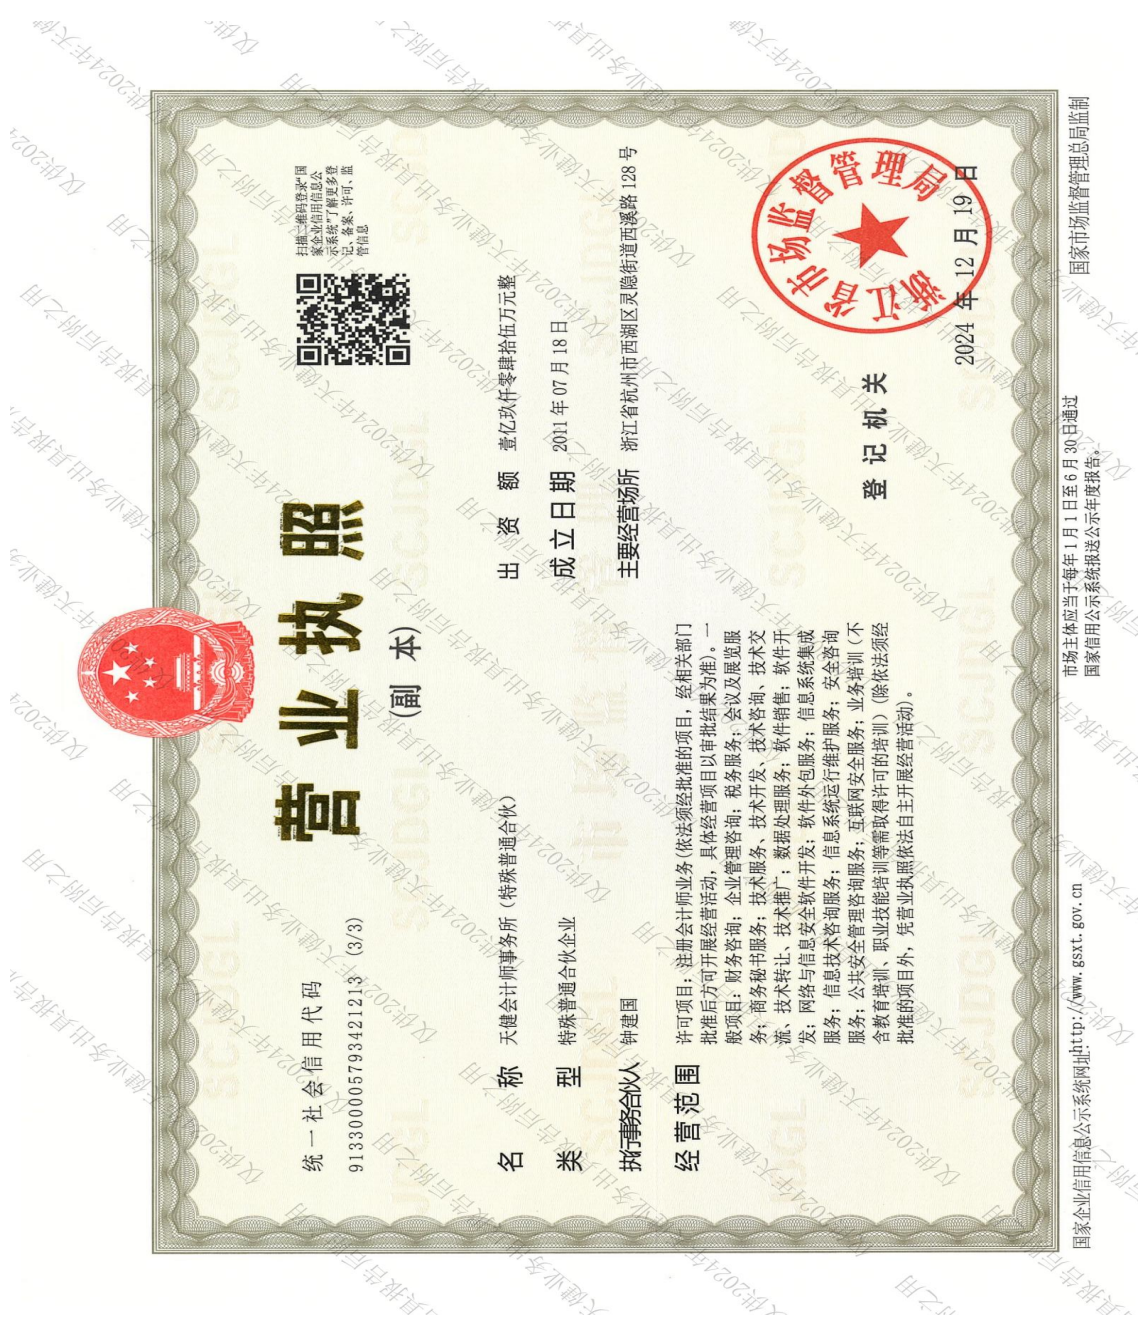 营业执照
(副 本)
统一社会信用代码
913300005793421213 (3/3)
扫描二维码登录“国
家企业信用信息公
示系统”了解更多登
记、备案、许可、监
管信息
名 称 天健会计师事务所（特殊普通合伙）
类 型 特殊普通合伙企业
执行事务合伙人 钟建国
经营范围 许可项目：注册会计师业务(依法须经批准的项目，经相关部门
批准后方可开展经营活动，具体经营项目以审批结果为准)。一
般项目：财务咨询；企业管理咨询；税务服务；会议及展览服
务；商务秘书服务；技术服务、技术开发、技术咨询、技术交
流、技术转让、技术推广；数据处理服务；软件销售；软件开
发；网络与信息安全软件开发；软件外包服务；信息系统集成
服务；信息技术咨询服务；信息系统运行维护服务；安全咨询
服务；公共安全管理咨询服务；互联网安全服务；业务培训（不
含教育培训、职业技能培训等需取得许可的培训）(除依法须经
批准的项目外，凭营业执照依法自主开展经营活动)。
出 资 额 壹亿玖仟零肆拾伍万元整
成立日期 2011 年 07 月 18 日
主要经营场所 浙江省杭州市西湖区灵隐街道西溪路 128 号
登记机关
浙江省市场监督管理局
2024 年 12 月 19 日
国家企业信用信息公示系统网址:http://www.gsxt.gov.cn
市场主体应当于每年 1 月 1 日至 6 月 30 日通过
国家信用公示系统报送公示年度报告。
国家市场监督管理总局监制
仅供2024年天健业务出具报告后附之用
SCJDGL